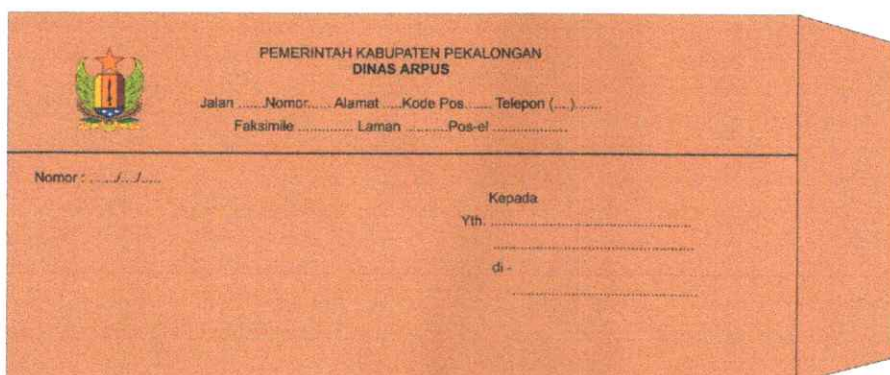 PEMERINTAH KABUPATEN PEKALONGAN
DINAS ARPUS
Jalan ......Nomor...... Alamat .....Kode Pos....... Telepon (....).......
Faksimile .............. Laman ...........Pos-el ...................
Nomor : ....../..../.....
Kepada
Yth. ....................................................
....................................................
di -
................................................